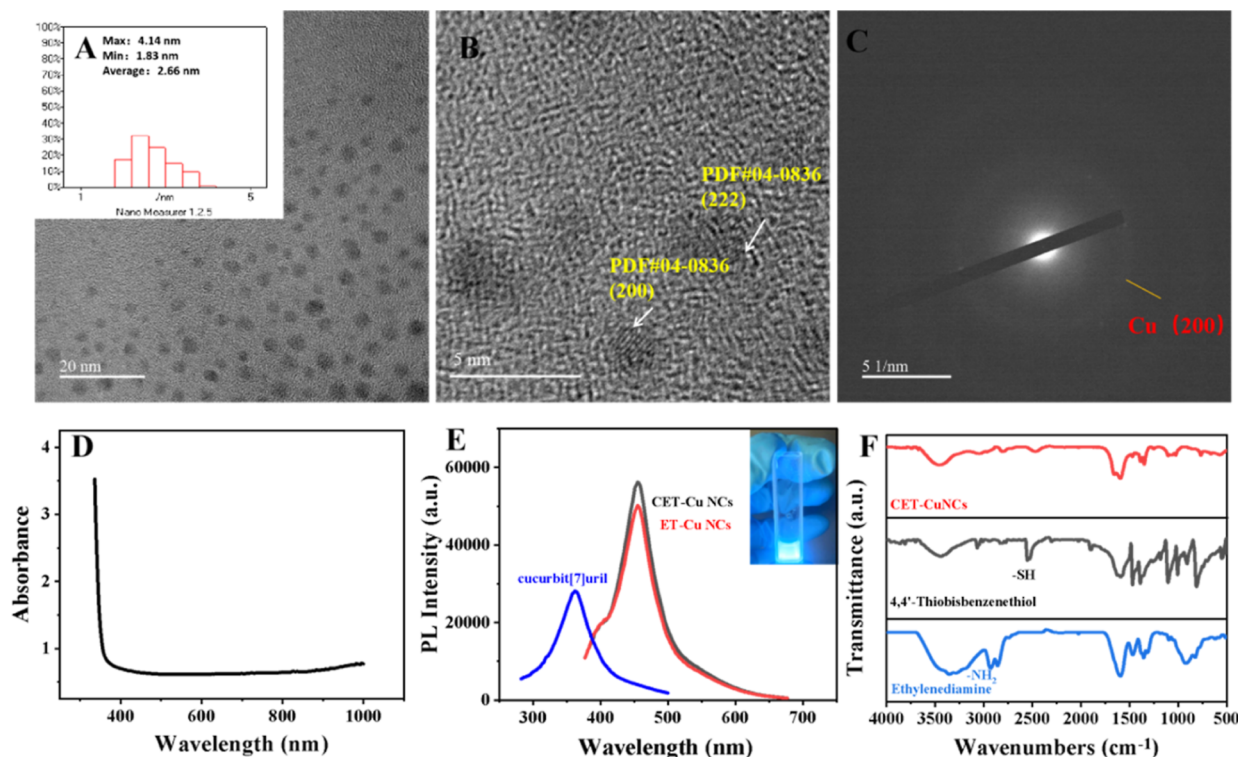 A
Max: 4.14 nm
Min: 1.83 nm
Average: 2.66 nm
100%
90%
80%
70%
60%
50%
40%
30%
20%
10%
0%
1
/nm
5
Nano Measurer 1.2.5
20 nm
B
PDF#04-0836
(222)
PDF#04-0836
(200)
5 nm
C
Cu (200)
5 1/nm
D
4
3
2
1
Absorbance
400
600
800
1000
Wavelength (nm)
E
60000
40000
20000
0
PL Intensity (a.u.)
CET-Cu NCs
ET-Cu NCs
cucurbit[7]uril
300
400
500
600
700
Wavelength (nm)
F
Transmittance (a.u.)
CET-CuNCs
-SH
4,4'-Thiobisbenzenethiol
-NH₂
Ethylenediamine
4000
3500
3000
2500
2000
1500
1000
500
Wavenumbers (cm⁻¹)